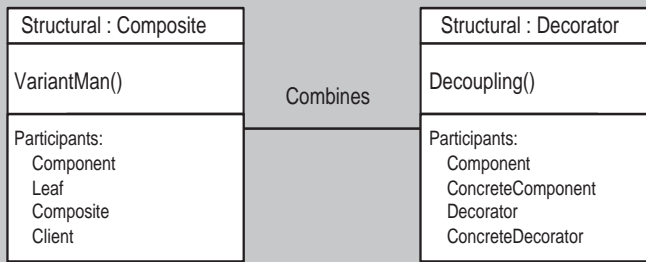 Structural : Composite
VariantMan()
Participants:
Component
Leaf
Composite
Client
Combines
Structural : Decorator
Decoupling()
Participants:
Component
ConcreteComponent
Decorator
ConcreteDecorator